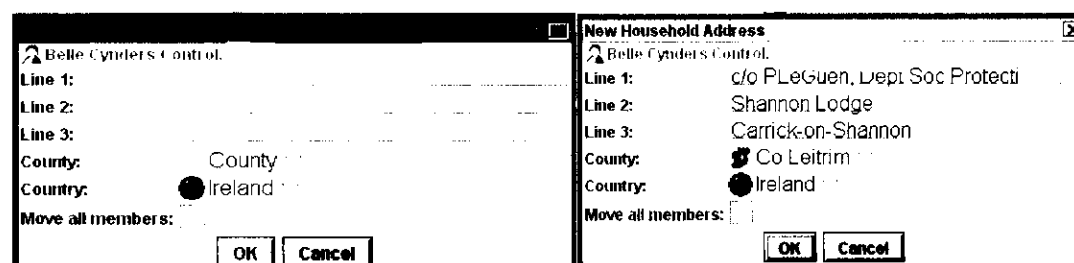 Belle Cynders Control.
Line 1:
Line 2:
Line 3:
County: County
Country: Ireland
Move all members:
OK Cancel
New Household Address
Belle Cynders Control.
Line 1: c/o PLeGuen, Dept Soc Protecti
Line 2: Shannon Lodge
Line 3: Carrick-on-Shannon
County: Co Leitrim
Country: Ireland
Move all members:
OK Cancel